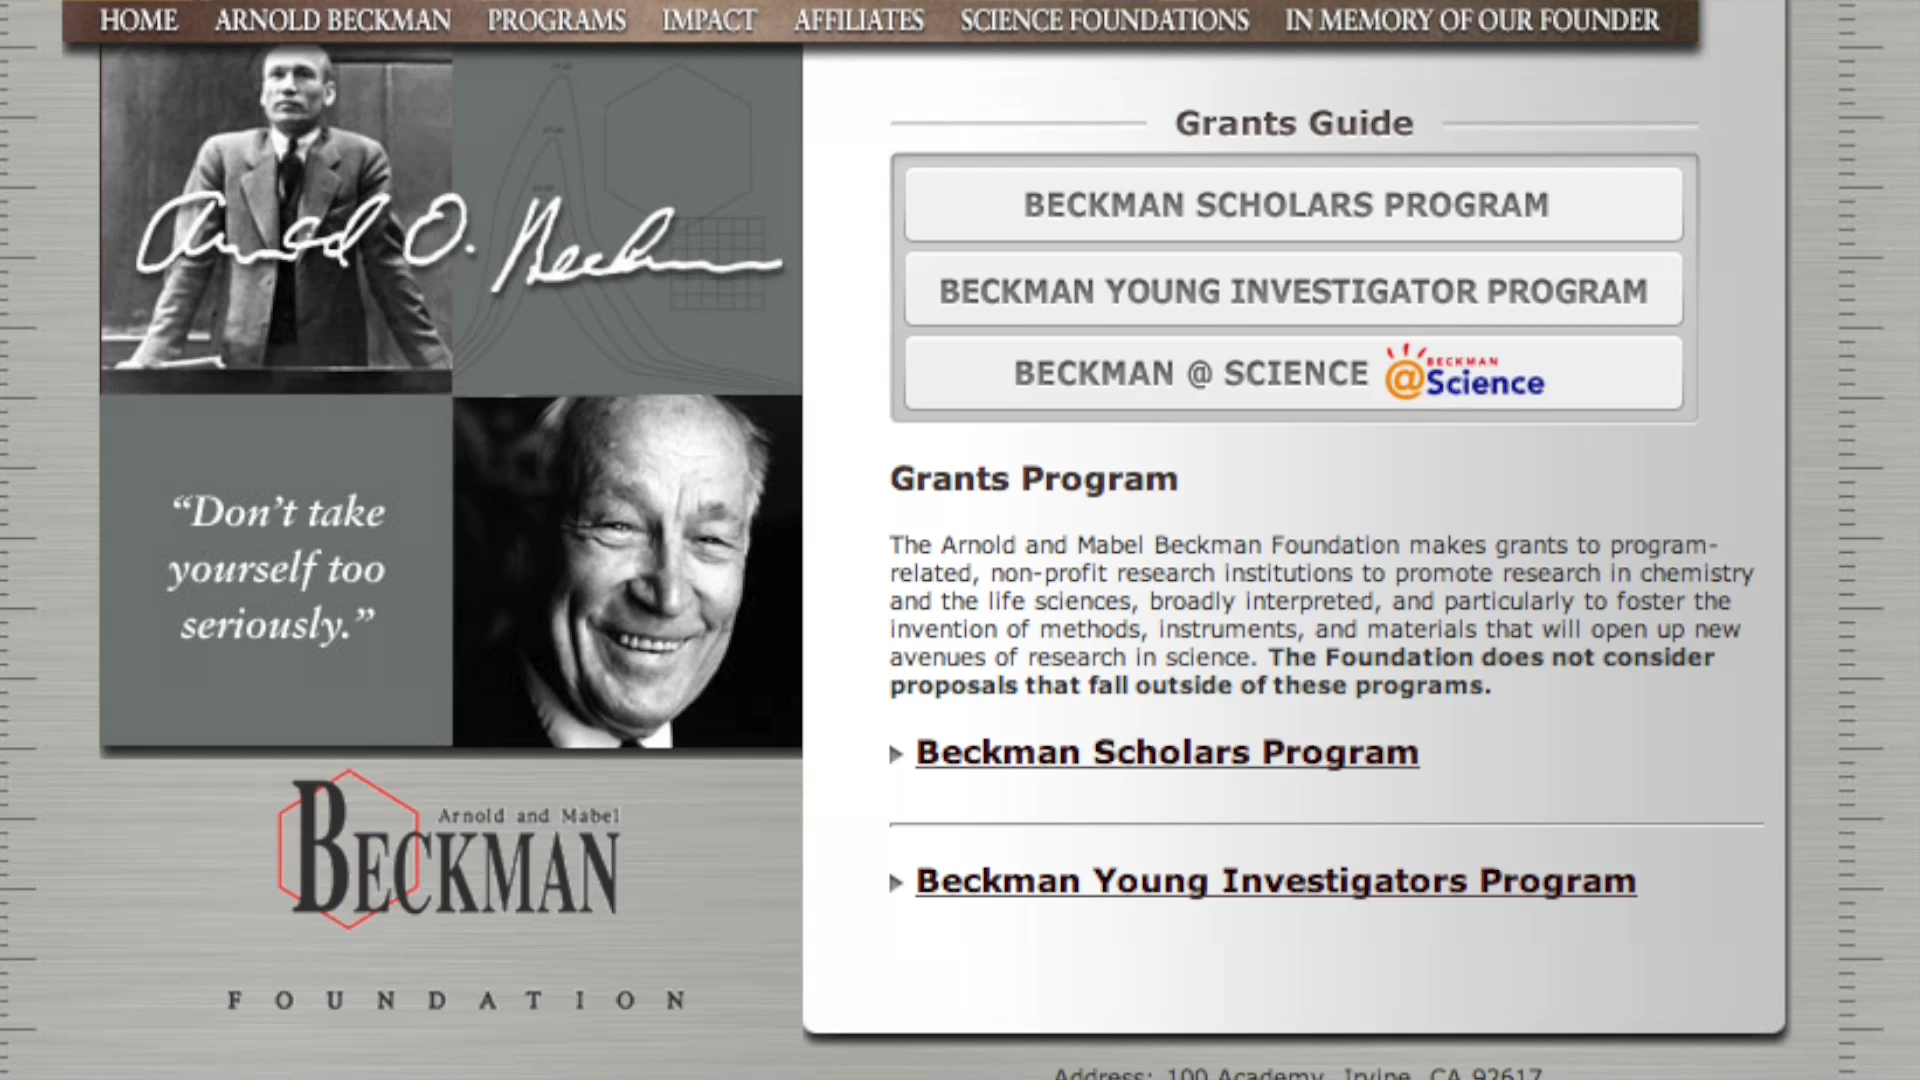 HOME ARNOLD BECKMAN PROGRAMS IMPACT AFFILIATES SCIENCE FOUNDATIONS IN MEMORY OF OUR FOUNDER
Arnold O. Beckman
“Don’t take
yourself too
seriously.”
Arnold and Mabel
BECKMAN
FOUNDATION
Grants Guide
BECKMAN SCHOLARS PROGRAM
BECKMAN YOUNG INVESTIGATOR PROGRAM
BECKMAN @ SCIENCE BECKMAN @Science
Grants Program
The Arnold and Mabel Beckman Foundation makes grants to program-
related, non-profit research institutions to promote research in chemistry
and the life sciences, broadly interpreted, and particularly to foster the
invention of methods, instruments, and materials that will open up new
avenues of research in science. The Foundation does not consider
proposals that fall outside of these programs.
Beckman Scholars Program
Beckman Young Investigators Program
Address: 100 Academy, Irvine, CA 92617